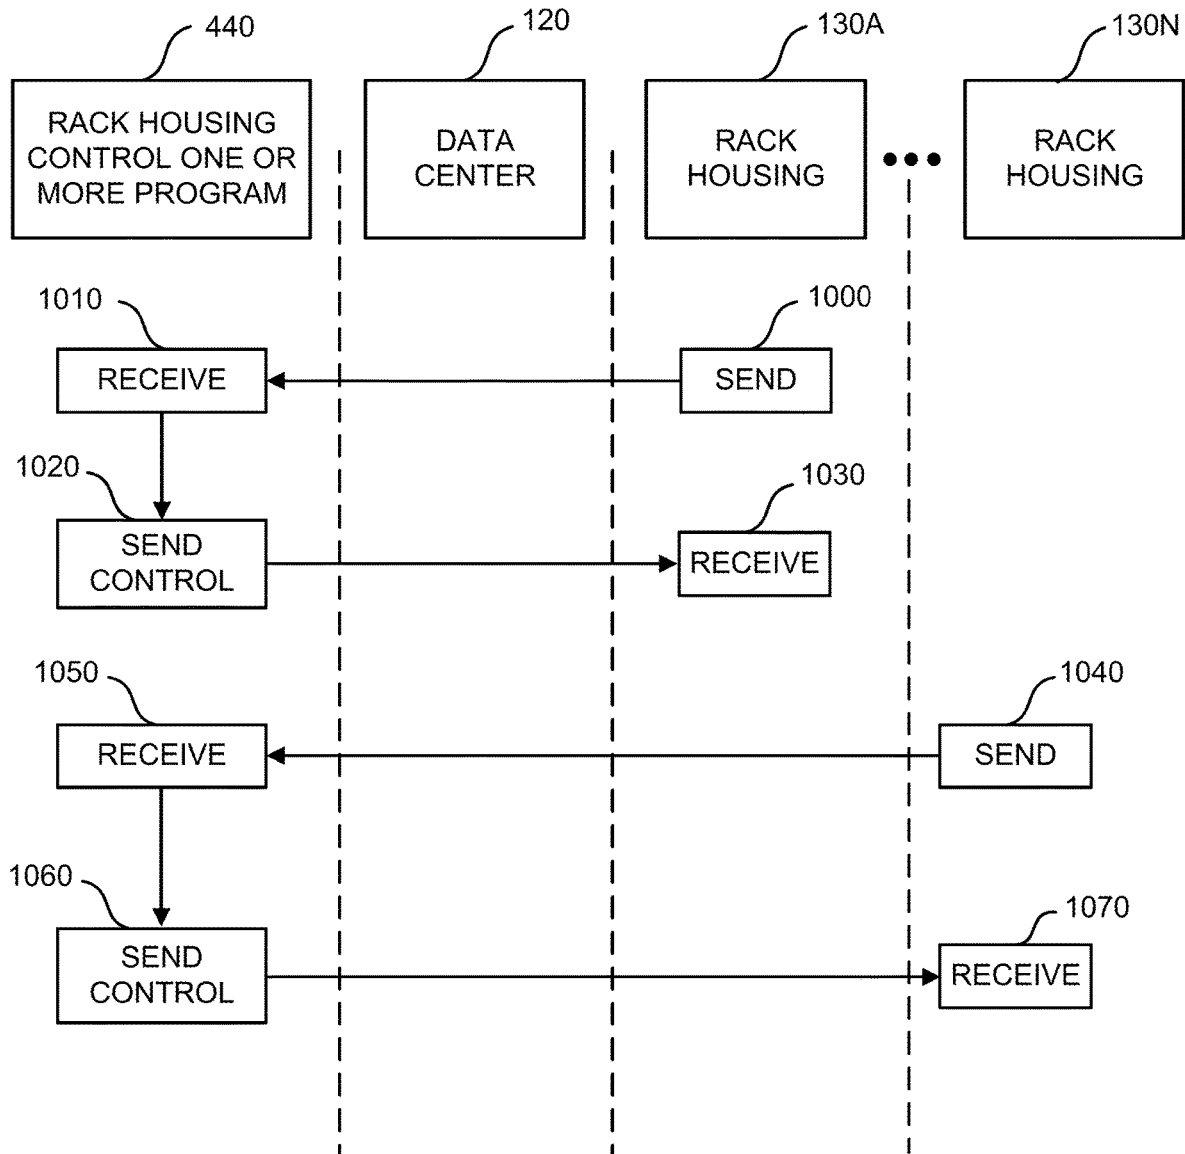 440
120
130A
130N
RACK HOUSING
CONTROL ONE OR
MORE PROGRAM
DATA
CENTER
RACK
HOUSING
RACK
HOUSING
1010
1000
RECEIVE
SEND
1020
1030
SEND
CONTROL
RECEIVE
1050
1040
RECEIVE
SEND
1060
1070
SEND
CONTROL
RECEIVE